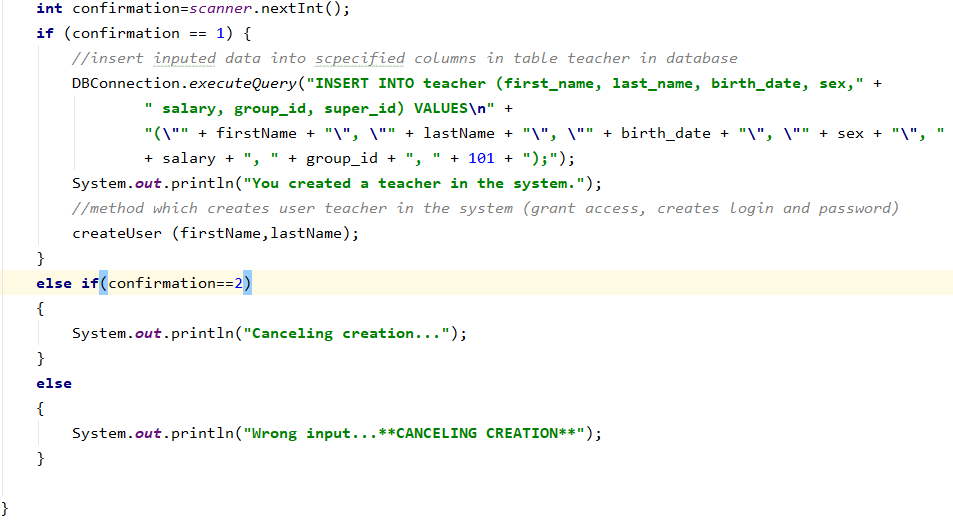 int confirmation=scanner.nextInt();
if (confirmation == 1) {
//insert inputed data into scpecified columns in table teacher in database
DBConnection.executeQuery("INSERT INTO teacher (first_name, last_name, birth_date, sex," +
" salary, group_id, super_id) VALUES\n" +
"(\"" + firstName + "\", \"" + lastName + "\", \"" + birth_date + "\", \"" + sex + "\", "
+ salary + ", " + group_id + ", " + 101 + ");");
System.out.println("You created a teacher in the system.");
//method which creates user teacher in the system (grant access, creates login and password)
createUser (firstName,lastName);
}
else if(confirmation==2)
{
System.out.println("Canceling creation...");
}
else
{
System.out.println("Wrong input...**CANCELING CREATION**");
}
}